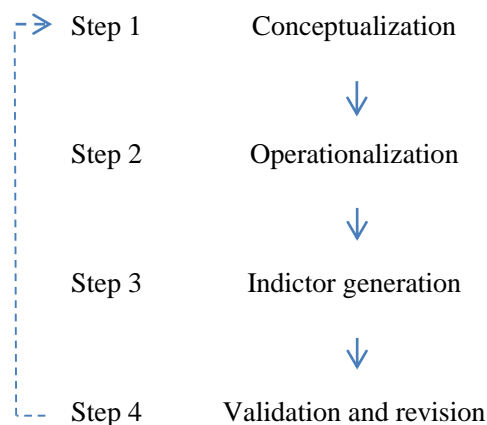 Step 1 Conceptualization
Step 2 Operationalization
Step 3 Indictor generation
Step 4 Validation and revision